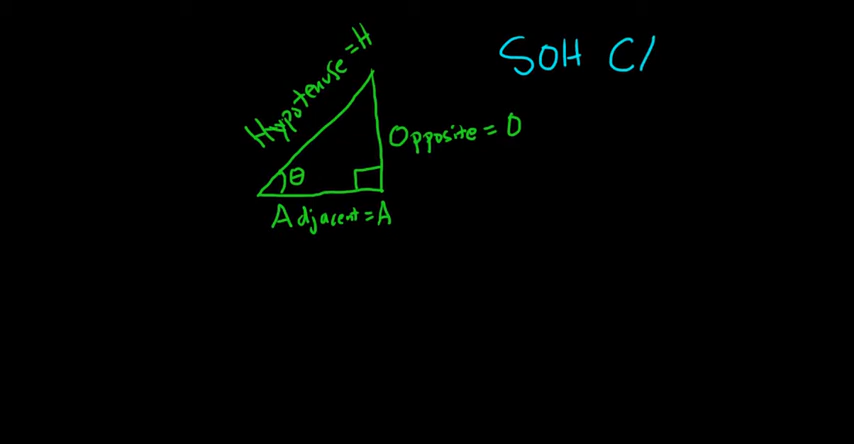 Hypotenuse = H
SOH C/
Opposite = O
θ
Adjacent = A